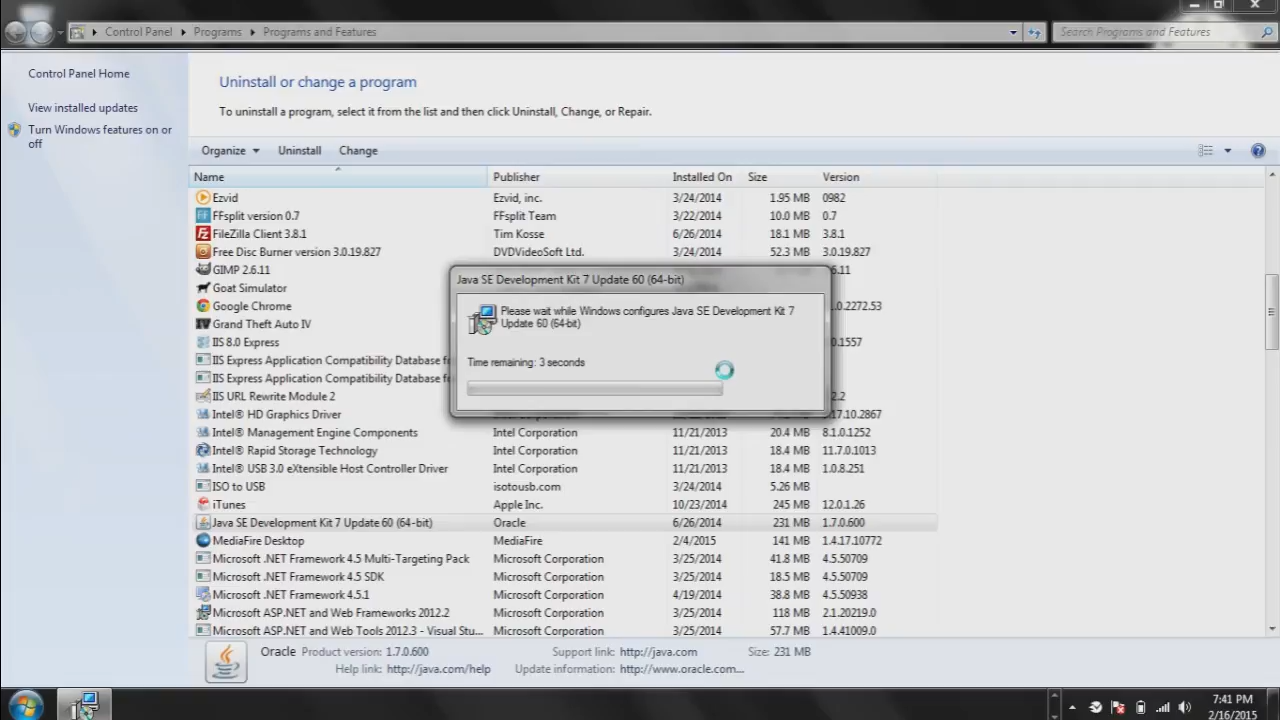 Control Panel
Programs
Programs and Features
Search Programs and Features
Control Panel Home
View installed updates
Turn Windows features on or
off
Uninstall or change a program
To uninstall a program, select it from the list and then click Uninstall, Change, or Repair.
Organize Uninstall Change
Name Publisher Installed On Size Version
Ezvid Ezvid, inc. 3/24/2014 1.95 MB 0982
FFsplit version 0.7 FFsplit Team 3/22/2014 10.0 MB 0.7
FileZilla Client 3.8.1 Tim Kosse 6/26/2014 18.1 MB 3.8.1
Free Disc Burner version 3.0.19.827 DVDVideoSoft Ltd. 3/24/2014 52.3 MB 3.0.19.827
GIMP 2.6.11 6.11
Goat Simulator
Google Chrome .0.2272.53
Grand Theft Auto IV
IIS 8.0 Express .0.1557
IIS Express Application Compatibility Database fo
IIS Express Application Compatibility Database fo
IIS URL Rewrite Module 2 2.2
Intel® HD Graphics Driver 17.10.2867
Java SE Development Kit 7 Update 60 (64-bit)
Please wait while Windows configures Java SE Development Kit 7
Update 60 (64-bit)
Time remaining: 3 seconds
Intel® Management Engine Components Intel Corporation 11/21/2013 20.4 MB 8.1.0.1252
Intel® Rapid Storage Technology Intel Corporation 11/21/2013 18.4 MB 11.7.0.1013
Intel® USB 3.0 eXtensible Host Controller Driver Intel Corporation 11/21/2013 18.4 MB 1.0.8.251
ISO to USB isotousb.com 3/24/2014 5.26 MB
iTunes Apple Inc. 10/23/2014 245 MB 12.0.1.26
Java SE Development Kit 7 Update 60 (64-bit) Oracle 6/26/2014 231 MB 1.7.0.600
MediaFire Desktop MediaFire 2/4/2015 141 MB 1.4.17.10772
Microsoft .NET Framework 4.5 Multi-Targeting Pack Microsoft Corporation 3/25/2014 41.8 MB 4.5.50709
Microsoft .NET Framework 4.5 SDK Microsoft Corporation 3/25/2014 18.5 MB 4.5.50709
Microsoft .NET Framework 4.5.1 Microsoft Corporation 4/19/2014 38.8 MB 4.5.50938
Microsoft ASP.NET and Web Frameworks 2012.2 Microsoft Corporation 3/25/2014 118 MB 2.1.20219.0
Microsoft ASP.NET and Web Tools 2012.3 - Visual Stu... Microsoft Corporation 3/25/2014 57.7 MB 1.4.41009.0
Oracle Product version: 1.7.0.600 Support link: http://java.com Size: 231 MB
Help link: http://java.com/help Update information: http://www.oracle.com...
7:41 PM
2/16/2015